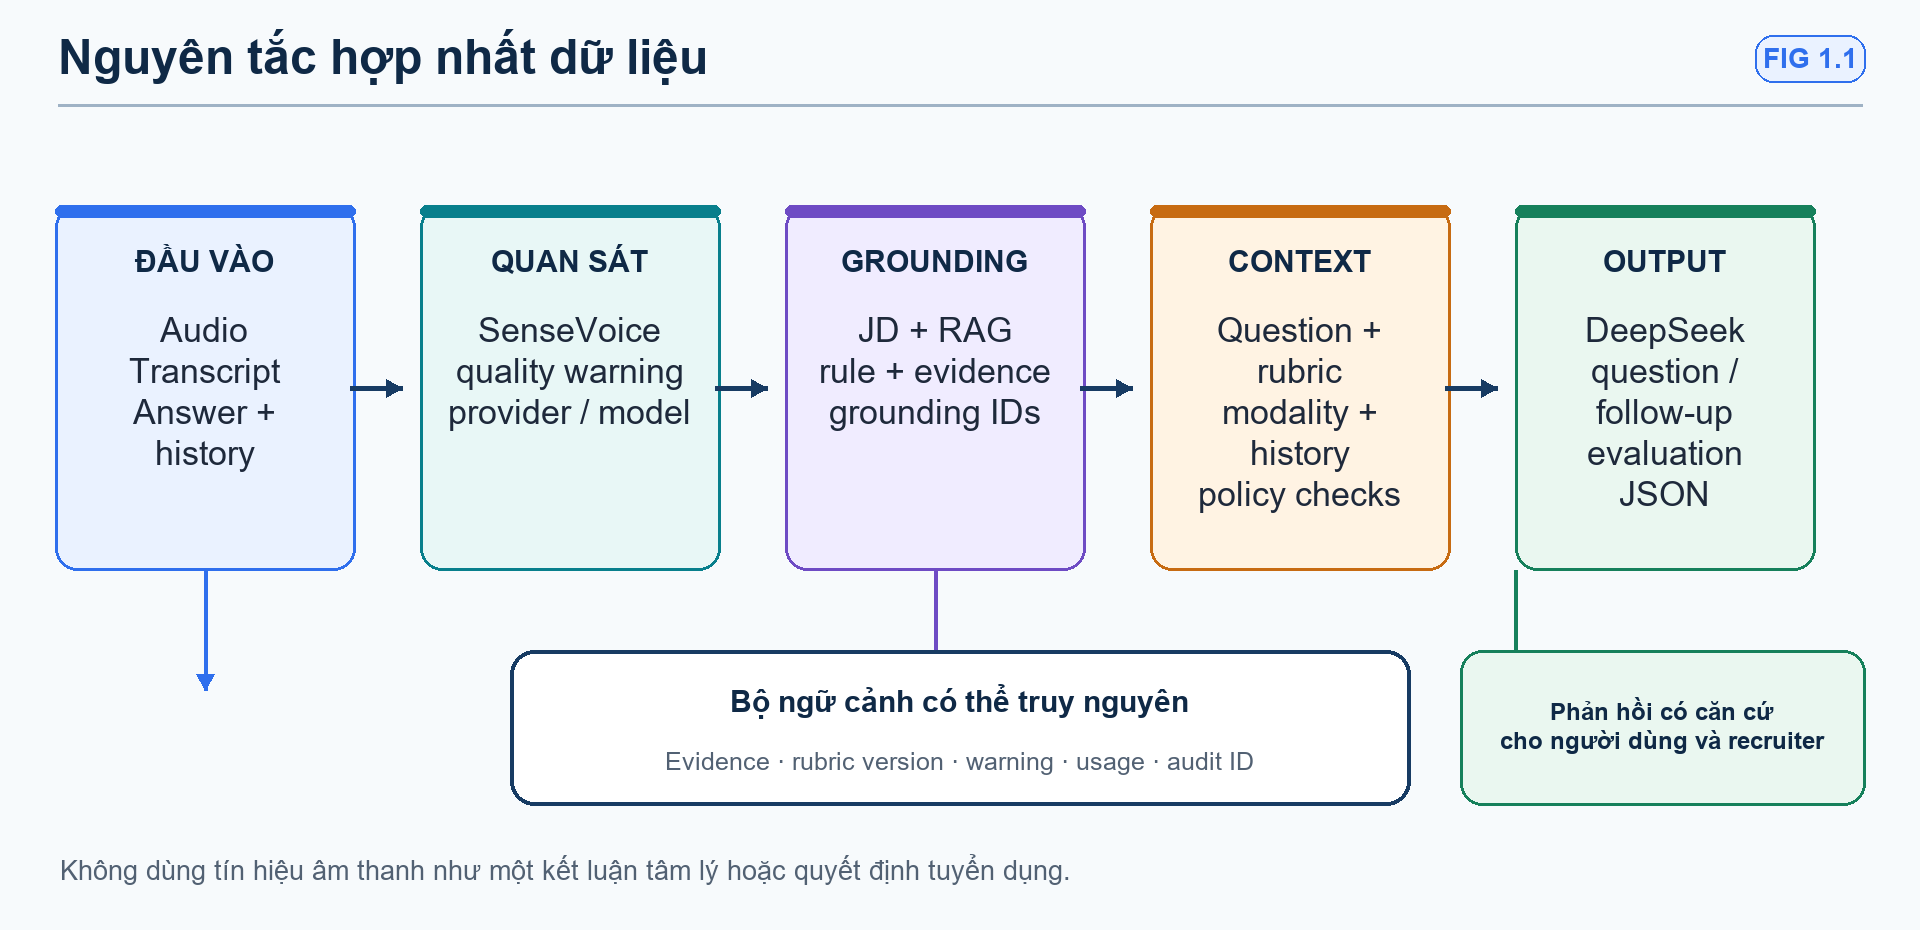 Nguyên tắc hợp nhất dữ liệu
FIG 1.1
ĐẦU VÀO
Audio
Transcript
Answer +
history
QUAN SÁT
SenseVoice
quality warning
provider / model
GROUNDING
JD + RAG
rule + evidence
grounding IDs
CONTEXT
Question +
rubric
modality +
history
policy checks
OUTPUT
DeepSeek
question /
follow-up
evaluation
JSON
Bộ ngữ cảnh có thể truy nguyên
Evidence · rubric version · warning · usage · audit ID
Phản hồi có căn cứ
cho người dùng và recruiter
Không dùng tín hiệu âm thanh như một kết luận tâm lý hoặc quyết định tuyển dụng.